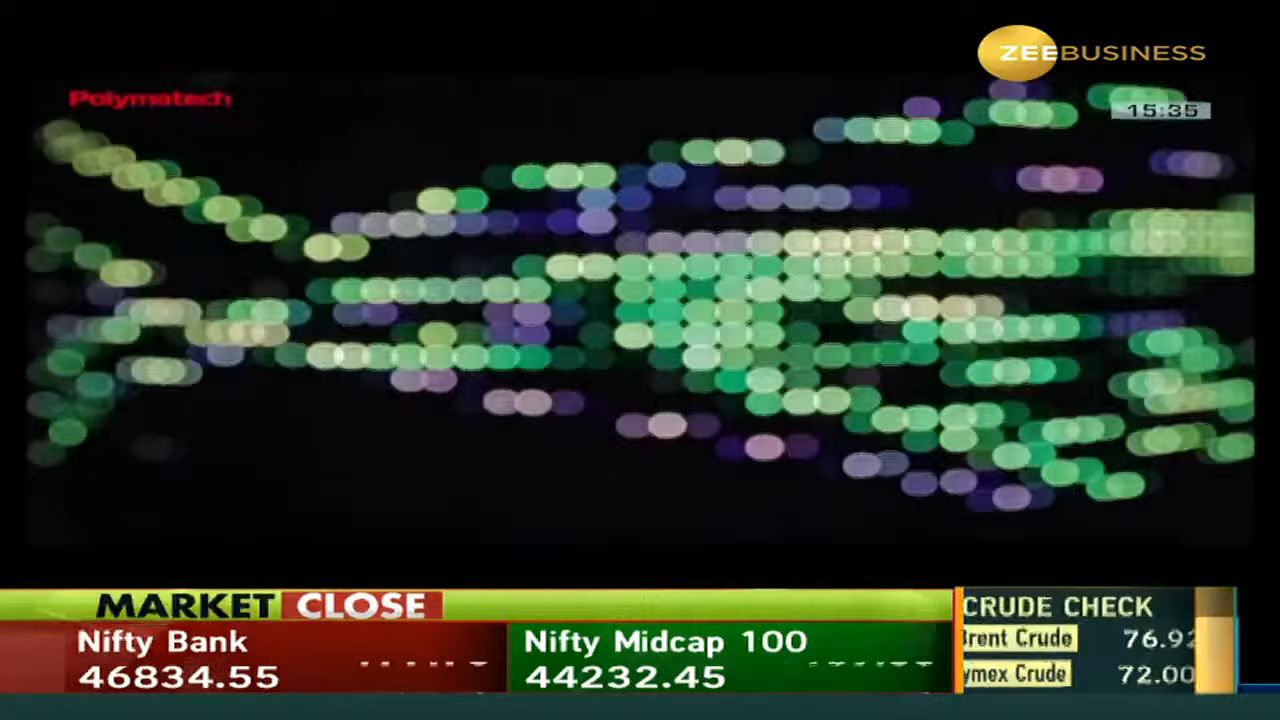 ZEEBUSINESS
Polymatech
15:35
MARKET CLOSE
CRUDE CHECK
Nifty Bank
46834.55
Nifty Midcap 100
44232.45
Brent Crude 76.92
ymex Crude 72.00